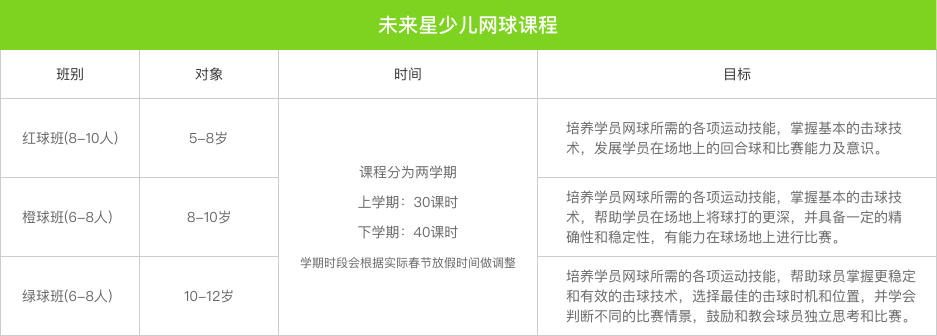 未来星少儿网球课程
班别
对象
时间
目标
红球班(8-10人)
5-8岁
课程分为两学期
上学期：30课时
下学期：40课时
学期时段会根据实际春节放假时间做调整
培养学员网球所需的各项运动技能，掌握基本的击球技
术，发展学员在场地上的回合球和比赛能力及意识。
橙球班(6-8人)
8-10岁
培养学员网球所需的各项运动技能，掌握基本的击球技
术，帮助学员在场地上将球打的更深，并具备一定的精
确性和稳定性，有能力在球场地上进行比赛。
绿球班(6-8人)
10-12岁
培养学员网球所需的各项运动技能，帮助球员掌握更稳定
和有效的击球技术，选择最佳的击球时机和位置，并学会
判断不同的比赛情景，鼓励和教会球员独立思考和比赛。